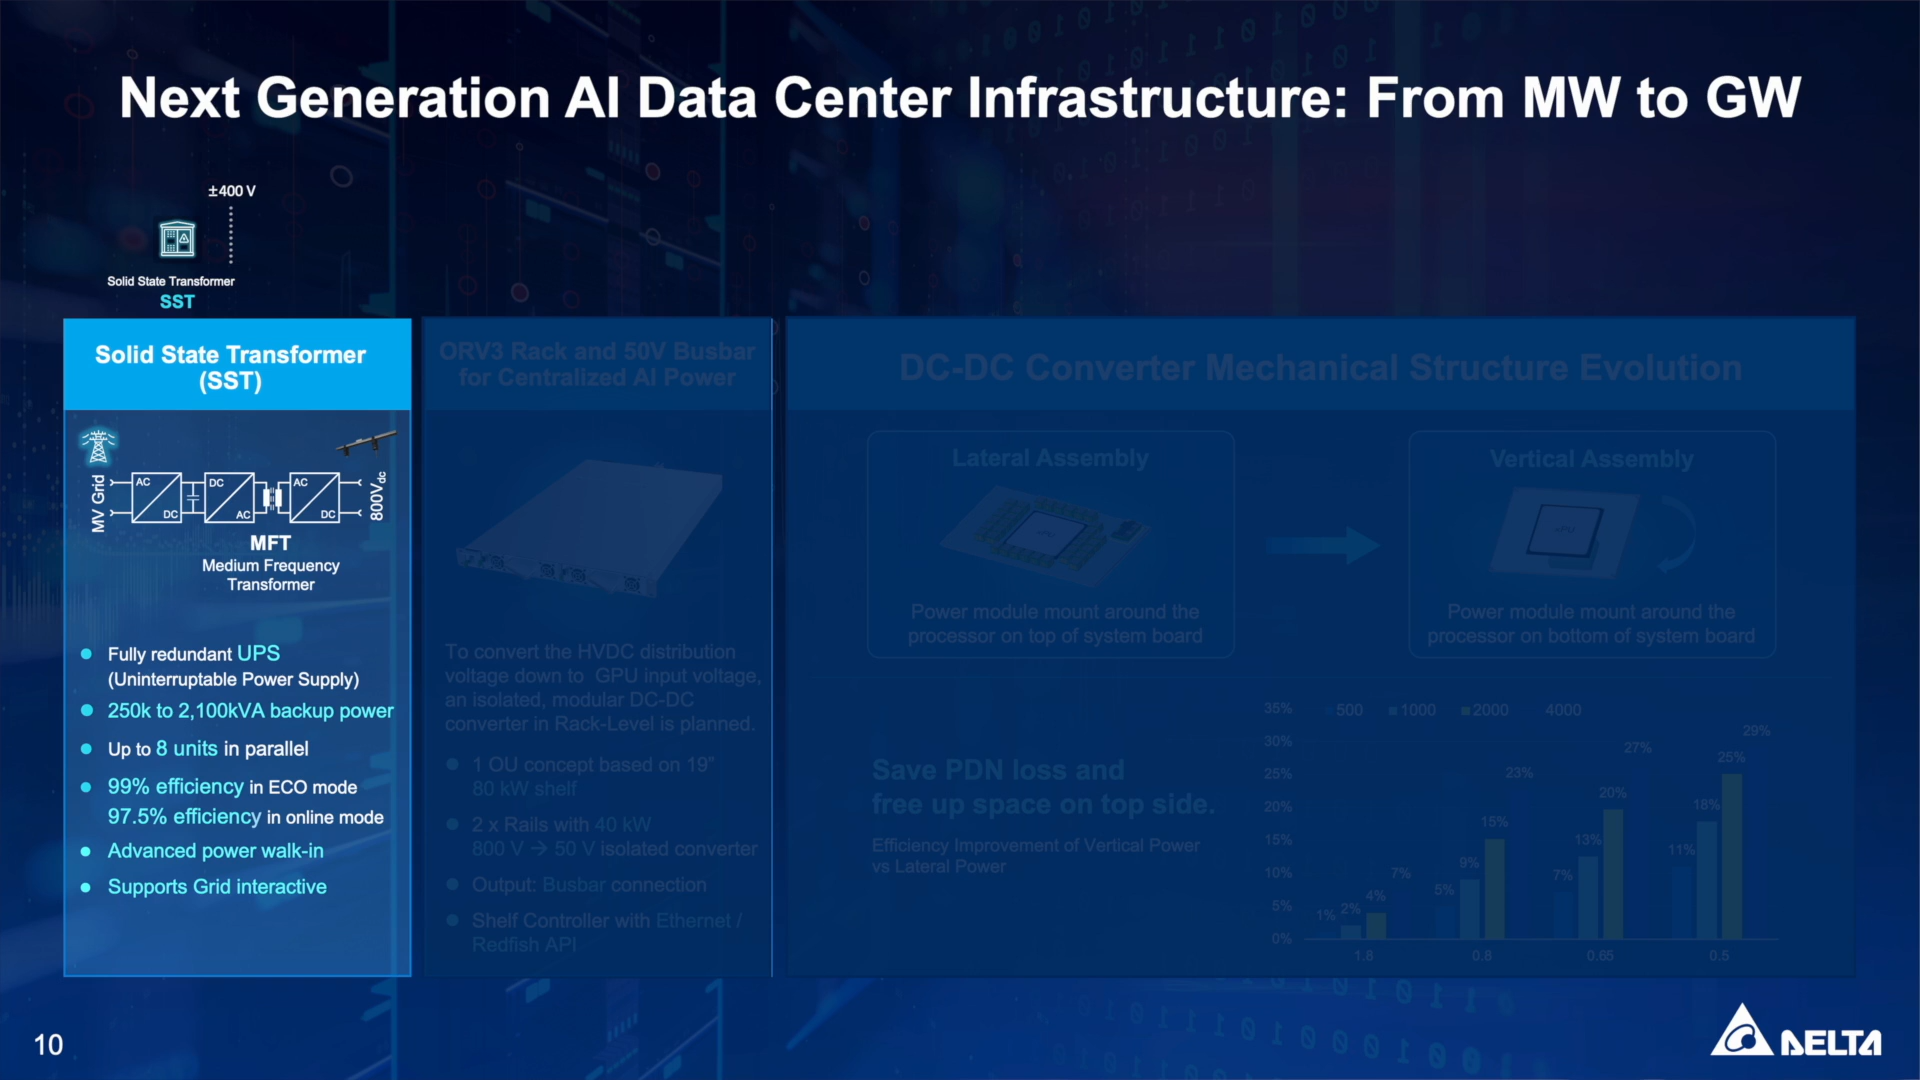 Next Generation AI Data Center Infrastructure: From MW to GW
±400 V
Solid State Transformer
SST
Solid State Transformer
(SST)
MV Grid
AC
DC
DC
AC
AC
DC
800Vdc
MFT
Medium Frequency
Transformer
Fully redundant UPS
(Uninterruptable Power Supply)
250k to 2,100kVA backup power
Up to 8 units in parallel
99% efficiency in ECO mode
97.5% efficiency in online mode
Advanced power walk-in
Supports Grid interactive
ORV3 Rack and 50V Busbar
for Centralized AI Power
To convert the HVDC distribution
voltage down to GPU input voltage,
an isolated, modular DC-DC
converter in Rack-Level is planned.
1 OU concept based on 19”
80 kW shelf
2 x Rails with 40 kW
800 V → 50 V isolated converter
Output: Busbar connection
Shelf Controller with Ethernet /
Redfish API
DC-DC Converter Mechanical Structure Evolution
Lateral Assembly
Power module mount around the
processor on top of system board
Vertical Assembly
Power module mount around the
processor on bottom of system board
Save PDN loss and
free up space on top side.
Efficiency Improvement of Vertical Power
vs Lateral Power
500 1000 2000 4000
35%
30%
25%
20%
15%
10%
5%
0%
1% 2% 4% 7%
5% 9% 15% 23%
7% 13% 20% 27%
11% 18% 25% 29%
1.8 0.8 0.65 0.5
10
DELTA